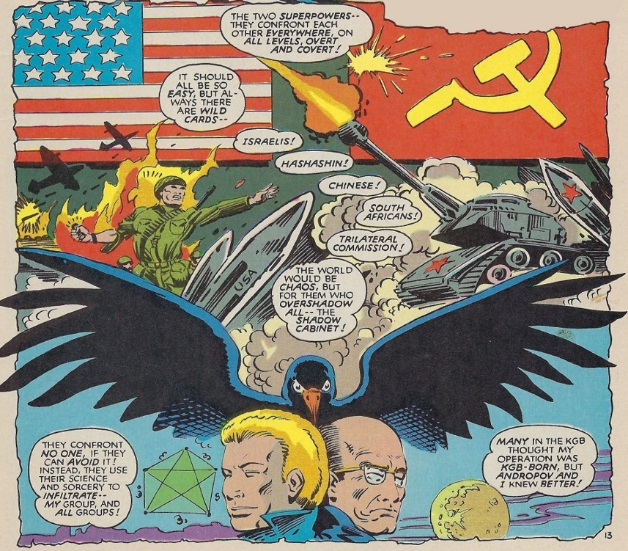 THE TWO SUPERPOWERS--
THEY CONFRONT EACH
OTHER EVERYWHERE, ON
ALL LEVELS, OVERT
AND COVERT!
IT SHOULD
ALL BE SO
EASY, BUT AL-
WAYS THERE
ARE WILD
CARDS--
ISRAELIS!
HASHASHIN!
CHINESE!
SOUTH
AFRICANS!
TRILATERAL
COMMISSION!
USA
THE WORLD
WOULD BE
CHAOS, BUT
FOR THEM WHO
OVERSHADOW
ALL-- THE
SHADOW
CABINET!
THEY CONFRONT
NO ONE, IF THEY
CAN AVOID IT!
INSTEAD, THEY USE
THEIR SCIENCE
AND SORCERY TO
INFILTRATE--
MY GROUP, AND
ALL GROUPS!
MANY IN THE KGB
THOUGHT MY
OPERATION WAS
KGB-BORN, BUT
ANDROPOV AND
I KNEW BETTER!
13